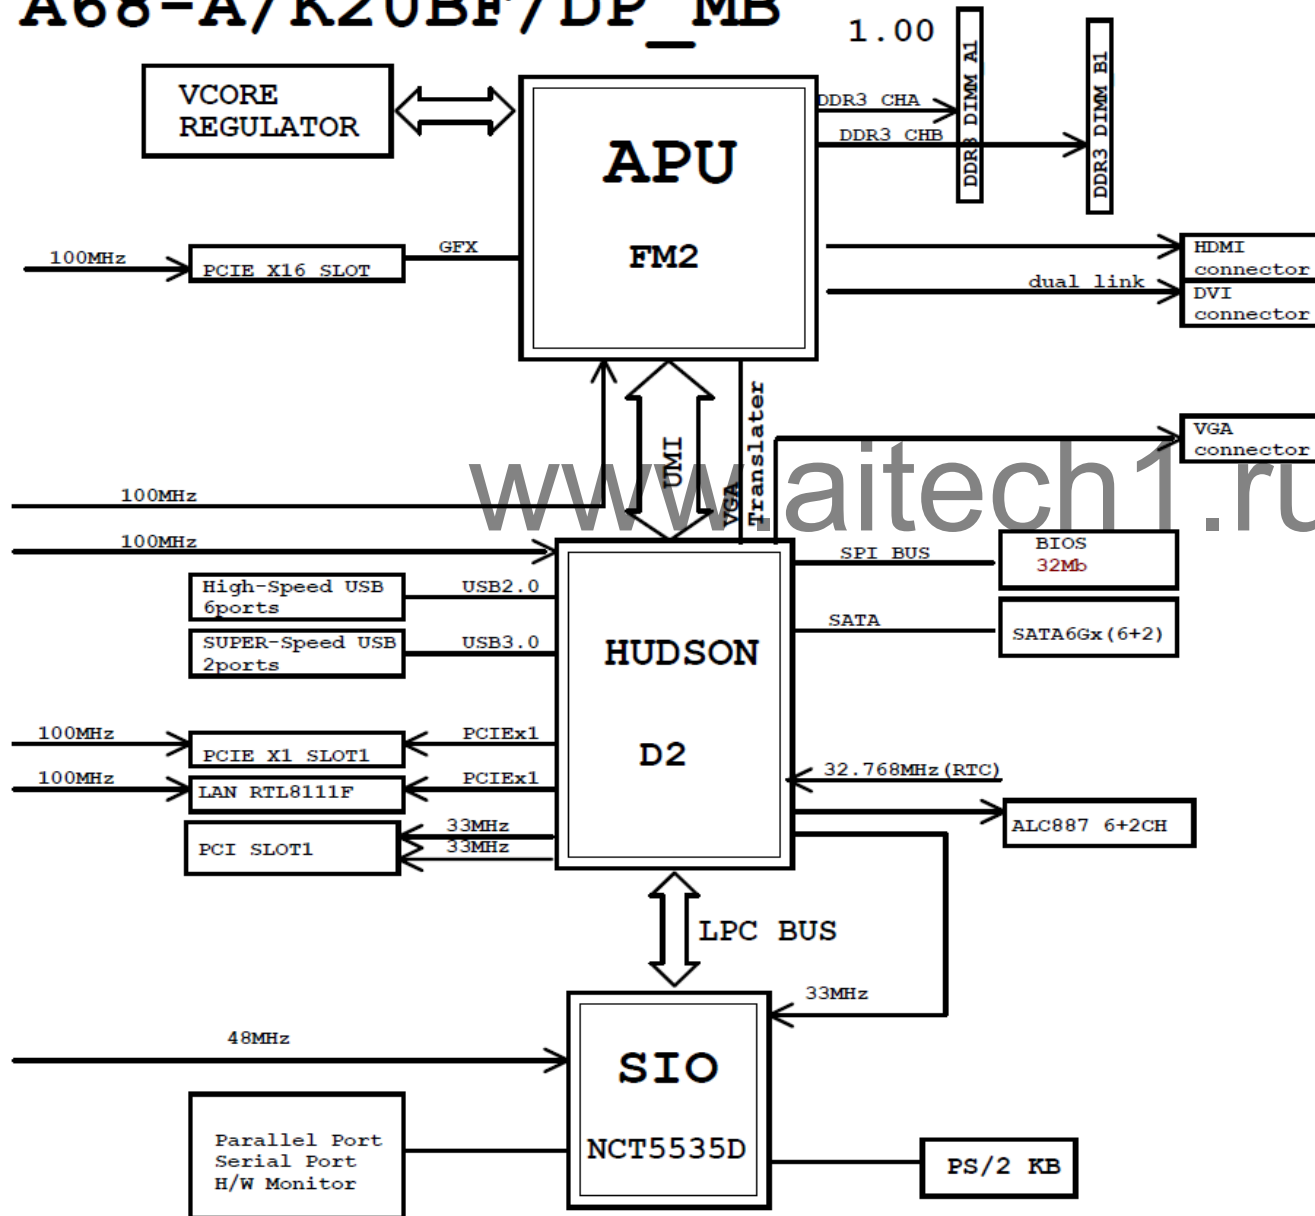 A68-A/K20BF/DP_MB
1.00
VCORE
REGULATOR
APU
FM2
DDR3 CHA
DDR3 CHB
DDR3 DIMM A1
DDR3 DIMM B1
100MHz
PCIE X16 SLOT
GFX
HDMI
connector
dual link
DVI
connector
UMI
VGA
Translater
VGA
connector
www.aitech1.ru
100MHz
100MHz
SPI BUS
BIOS
32Mb
High-Speed USB
6ports
USB2.0
SATA
SATA6Gx(6+2)
SUPER-Speed USB
2ports
USB3.0
HUDSON
D2
100MHz
PCIE X1 SLOT1
PCIEx1
100MHz
LAN RTL8111F
PCIEx1
32.768MHz(RTC)
PCI SLOT1
33MHz
33MHz
ALC887 6+2CH
LPC BUS
33MHz
48MHz
SIO
NCT5535D
Parallel Port
Serial Port
H/W Monitor
PS/2 KB